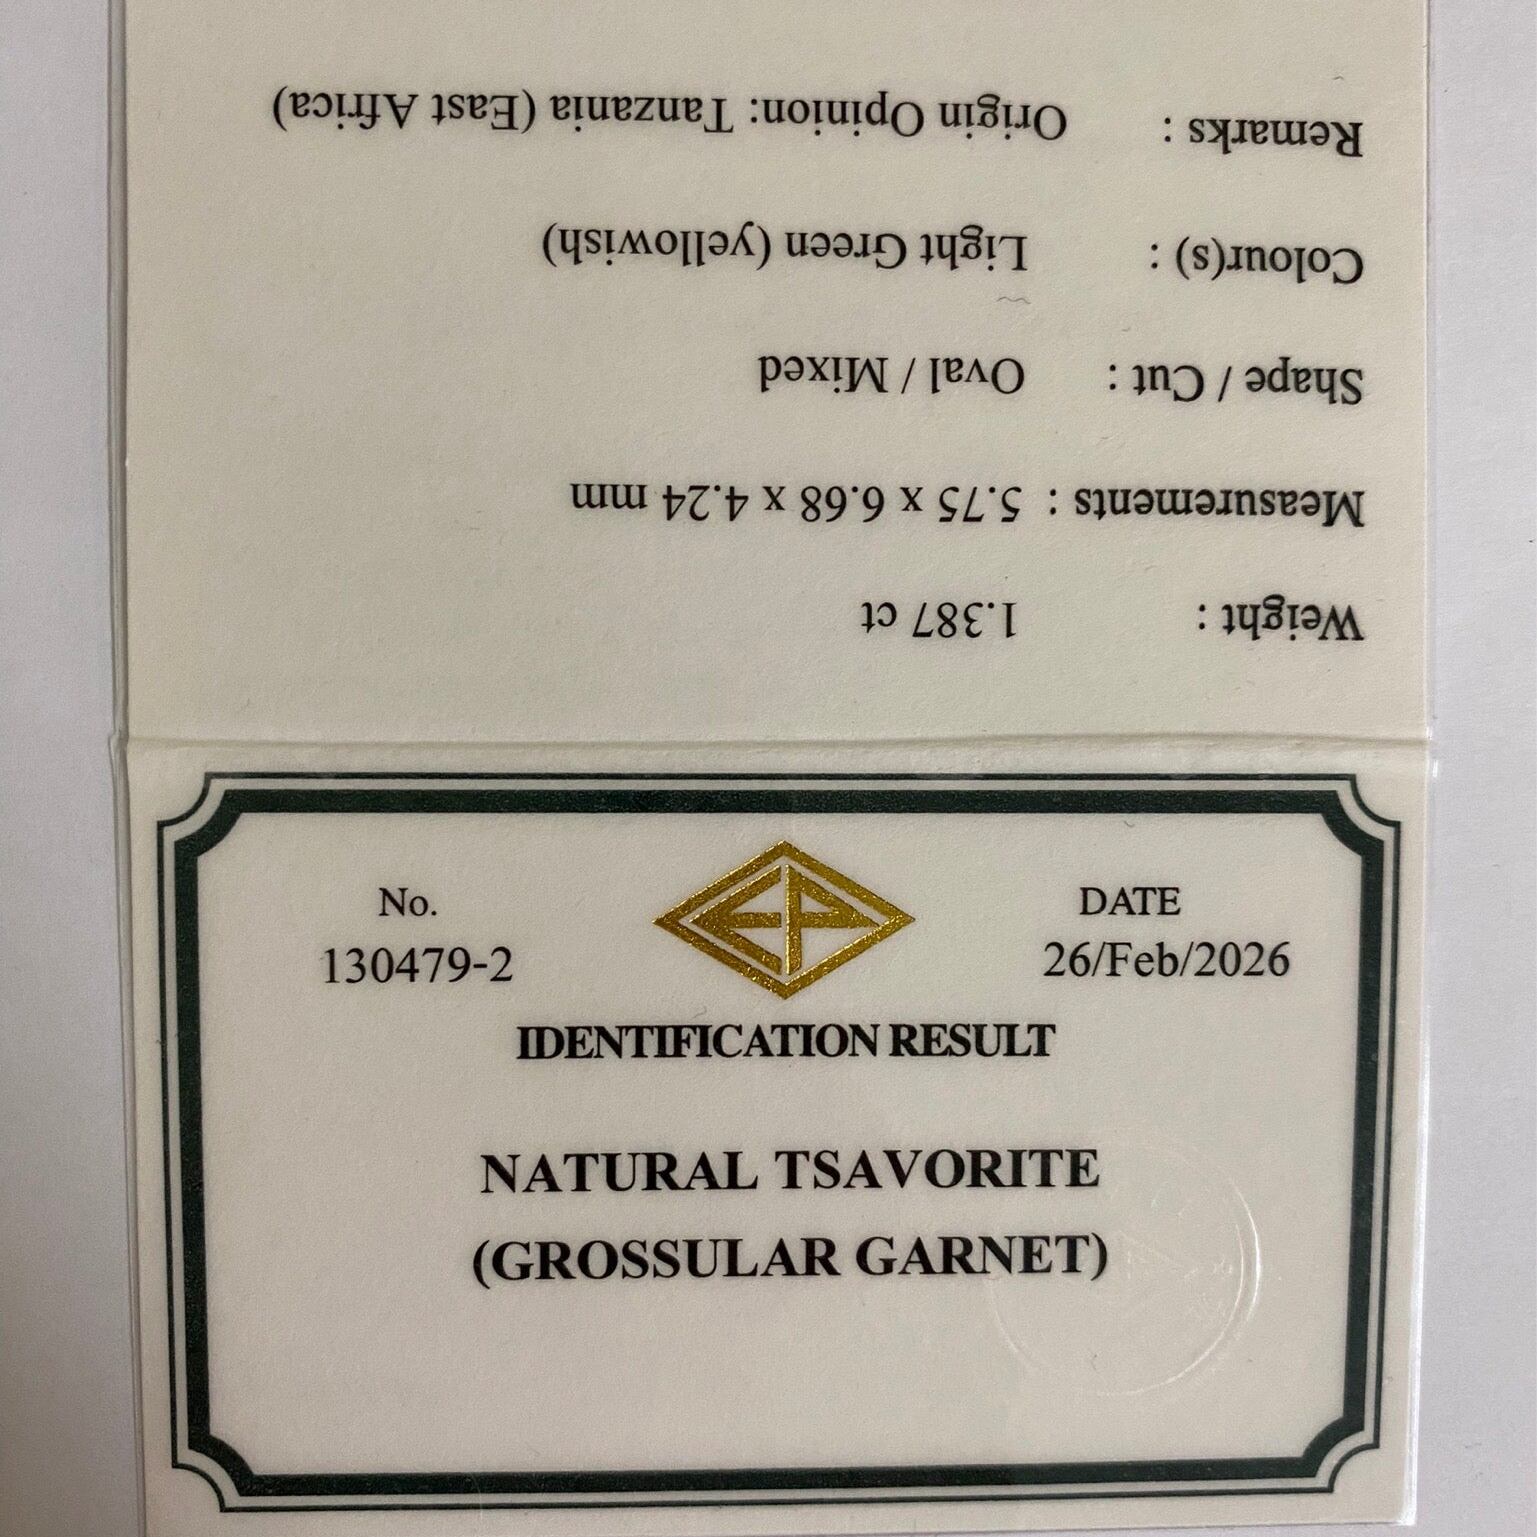 Weight : 1.387 ct
Measurements : 5.75 x 6.68 x 4.24 mm
Shape / Cut : Oval / Mixed
Colour(s) : Light Green (yellowish)
Remarks : Origin Opinion: Tanzania (East Africa)
No. EP DATE
130479-2 26/Feb/2026
IDENTIFICATION RESULT
NATURAL TSAVORITE
(GROSSULAR GARNET)